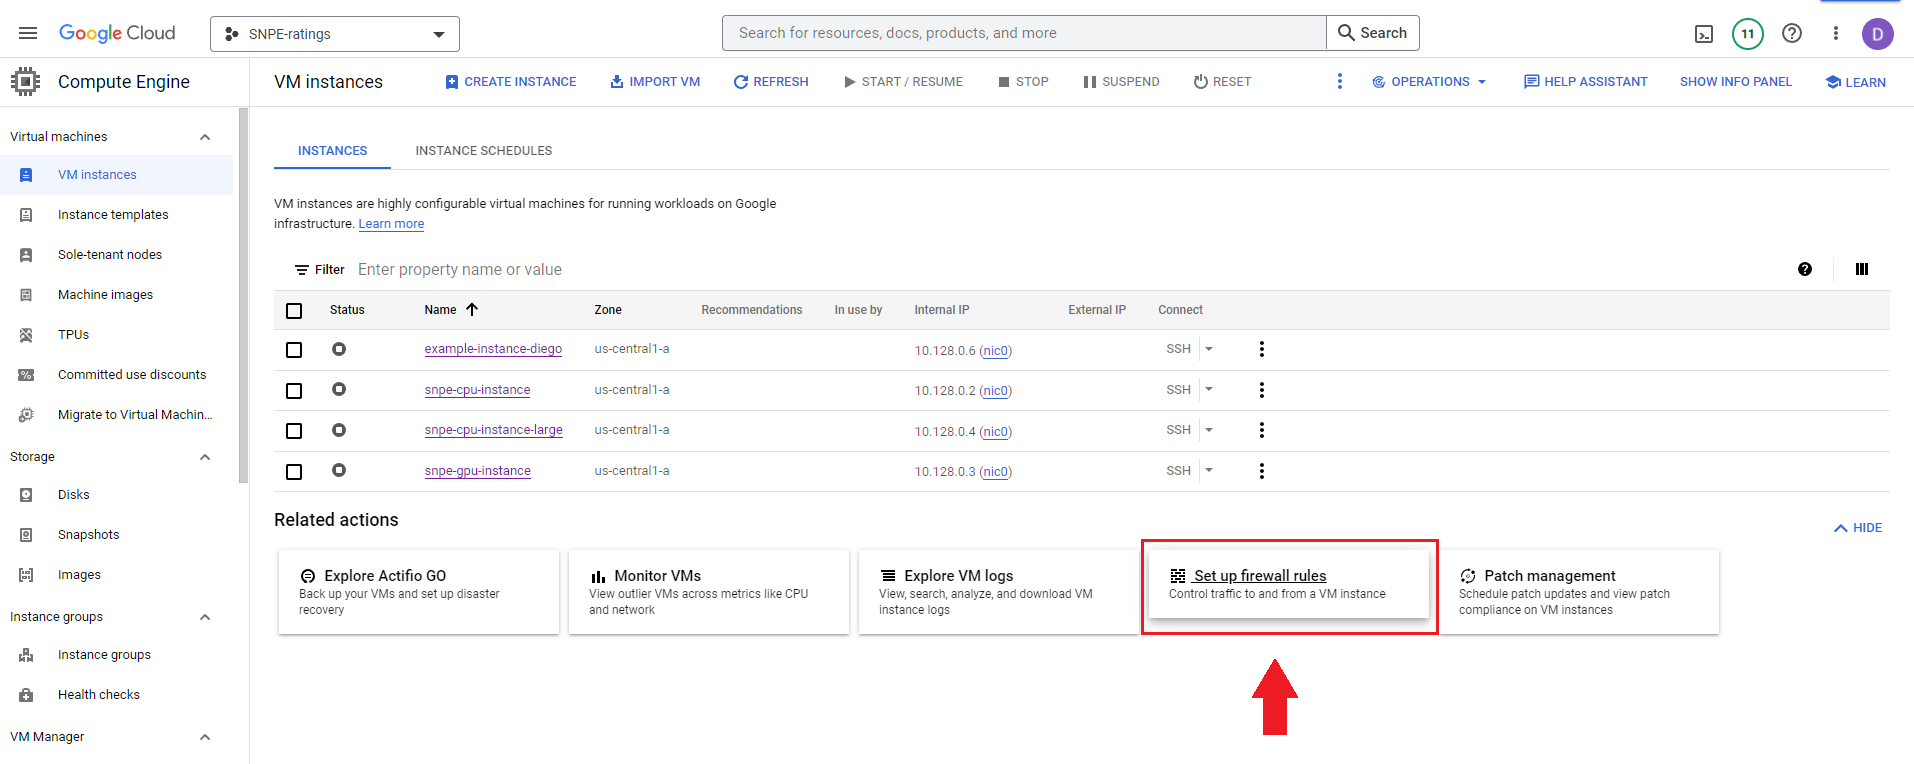 Google Cloud
SNPE-ratings
Search for resources, docs, products, and more
Search
11
D
Compute Engine
VM instances
CREATE INSTANCE
IMPORT VM
REFRESH
START / RESUME
STOP
SUSPEND
RESET
OPERATIONS
HELP ASSISTANT
SHOW INFO PANEL
LEARN
Virtual machines
VM instances
Instance templates
Sole-tenant nodes
Machine images
TPUs
Committed use discounts
Migrate to Virtual Machin...
Storage
Disks
Snapshots
Images
Instance groups
Instance groups
Health checks
VM Manager
INSTANCES
INSTANCE SCHEDULES
VM instances are highly configurable virtual machines for running workloads on Google
infrastructure. Learn more
Filter Enter property name or value
Status Name Zone Recommendations In use by Internal IP External IP Connect
example-instance-diego us-central1-a 10.128.0.6 (nic0) SSH
snpe-cpu-instance us-central1-a 10.128.0.2 (nic0) SSH
snpe-cpu-instance-large us-central1-a 10.128.0.4 (nic0) SSH
snpe-gpu-instance us-central1-a 10.128.0.3 (nic0) SSH
Related actions
HIDE
Explore Actifio GO
Back up your VMs and set up disaster
recovery
Monitor VMs
View outlier VMs across metrics like CPU
and network
Explore VM logs
View, search, analyze, and download VM
instance logs
Set up firewall rules
Control traffic to and from a VM instance
Patch management
Schedule patch updates and view patch
compliance on VM instances